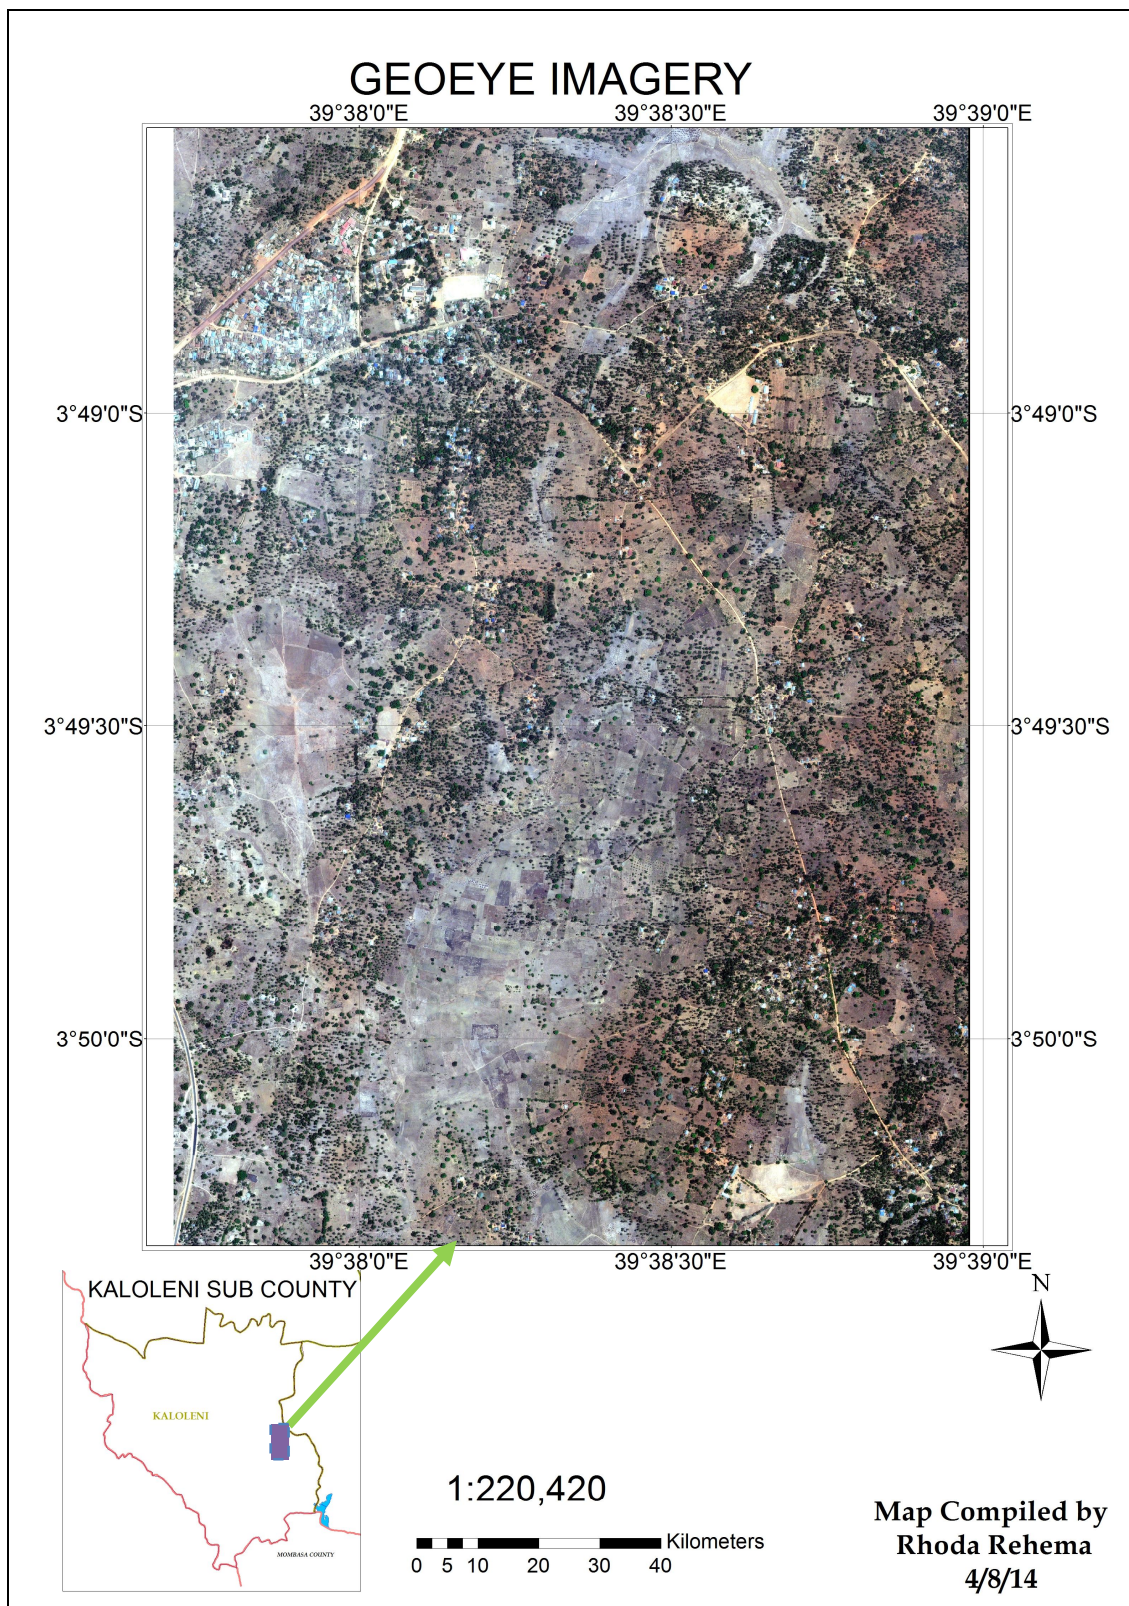 GEOEYE IMAGERY
39°38'0"E 39°38'30"E 39°39'0"E
3°49'0"S 3°49'0"S
3°49'30"S 3°49'30"S
3°50'0"S 3°50'0"S
39°38'0"E 39°38'30"E 39°39'0"E
KALOLENI SUB COUNTY
N
KALOLENI
MOMBASA COUNTY
1:220,420
Kilometers
0 5 10 20 30 40
Map Compiled by
Rhoda Rehema
4/8/14